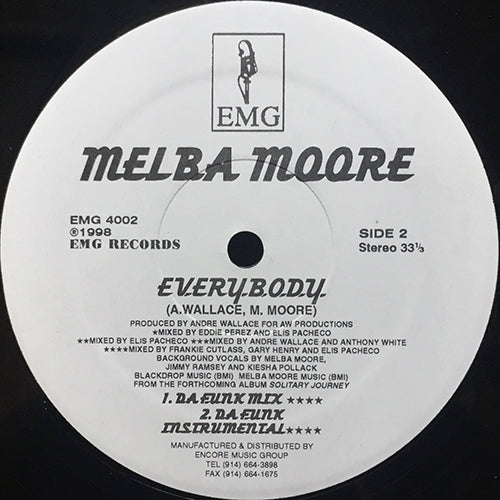 EMG
MELBA MOORE
EMG 4002
℗1998
EMG RECORDS
SIDE 2
Stereo 33⅓
EVERYBODY
(A.WALLACE, M. MOORE)
PRODUCED BY ANDRE WALLACE FOR AW PRODUCTIONS
★MIXED BY EDDIE PEREZ AND ELIS PACHECO
★★MIXED BY ELIS PACHECO ★★★MIXED BY ANDRE WALLACE AND ANTHONY WHITE
★★★★MIXED BY FRANKIE CUTLASS, GARY HENRY AND ELIS PACHECO
BACKGROUND VOCALS BY MELBA MOORE,
JIMMY RAMSEY AND KIESHA POLLACK
BLACKDROP MUSIC (BMI) MELBA MOORE MUSIC (BMI)
FROM THE FORTHCOMING ALBUM SOLITARY JOURNEY
1. DA FUNK MIX ★★★★
2. DA FUNK
INSTRUMENTAL★★★★
MANUFACTURED & DISTRIBUTED BY
ENCORE MUSIC GROUP
TEL (914) 664-3898
FAX (914) 664-1675